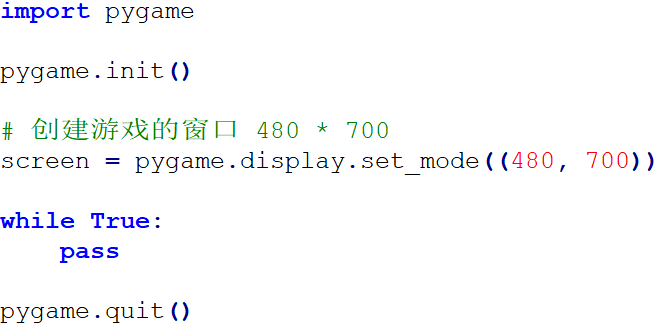 import pygame
pygame.init()
# 创建游戏的窗口 480 * 700
screen = pygame.display.set_mode((480, 700))
while True:
    pass
pygame.quit()